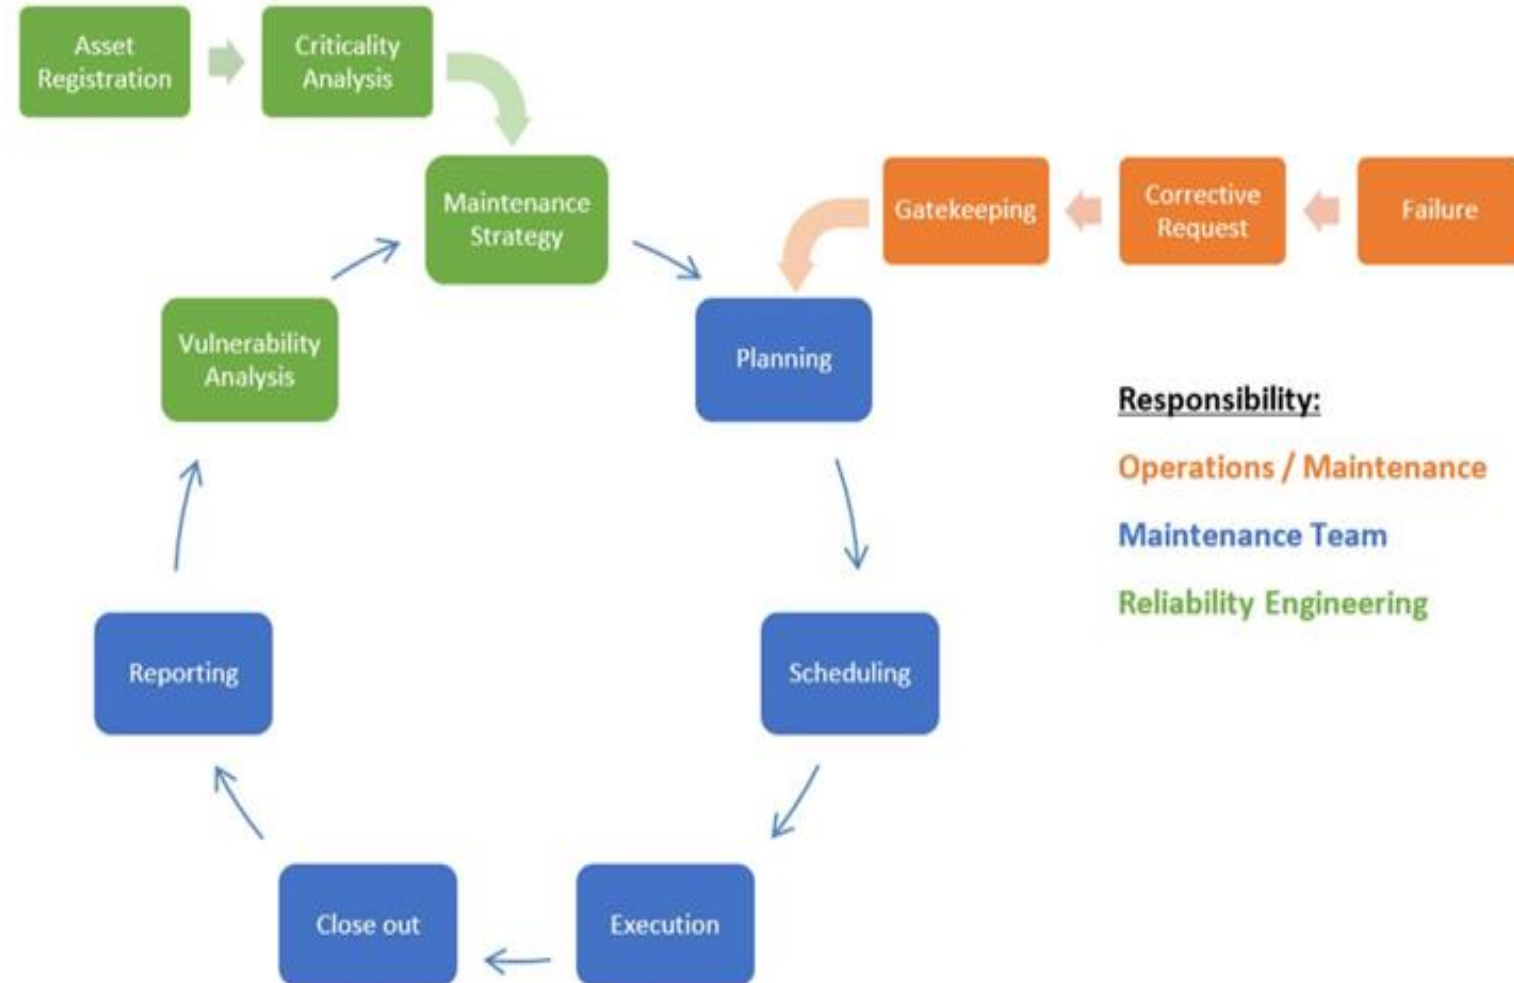 Asset
Registration
Criticality
Analysis
Maintenance
Strategy
Gatekeeping
Corrective
Request
Failure
Vulnerability
Analysis
Planning
Responsibility:
Operations / Maintenance
Maintenance Team
Reliability Engineering
Reporting
Scheduling
Close out
Execution